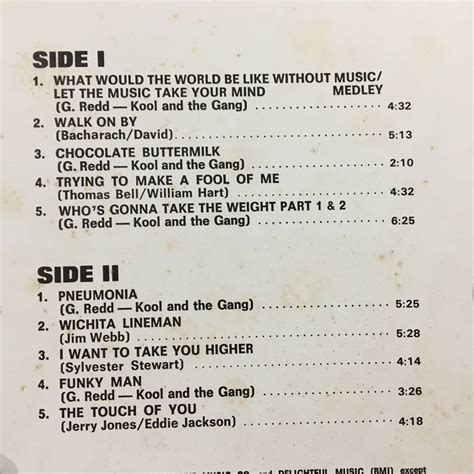 SIDE I
1. WHAT WOULD THE WORLD BE LIKE WITHOUT MUSIC/
LET THE MUSIC TAKE YOUR MIND MEDLEY
(G. Redd — Kool and the Gang) .................. 4:32
2. WALK ON BY
(Bacharach/David) .............................. 5:13
3. CHOCOLATE BUTTERMILK
(G. Redd — Kool and the Gang) .................. 2:10
4. TRYING TO MAKE A FOOL OF ME
(Thomas Bell/William Hart) ..................... 4:32
5. WHO'S GONNA TAKE THE WEIGHT PART 1 & 2
(G. Redd — Kool and the Gang) .................. 6:25
SIDE II
1. PNEUMONIA
(G. Redd — Kool and the Gang) .................. 5:25
2. WICHITA LINEMAN
(Jim Webb) ..................................... 5:28
3. I WANT TO TAKE YOU HIGHER
(Sylvester Stewart) ............................ 4:14
4. FUNKY MAN
(G. Redd — Kool and the Gang) .................. 3:26
5. THE TOUCH OF YOU
(Jerry Jones/Eddie Jackson) .................... 4:18
and DELIGHTFUL MUSIC (BMI) except